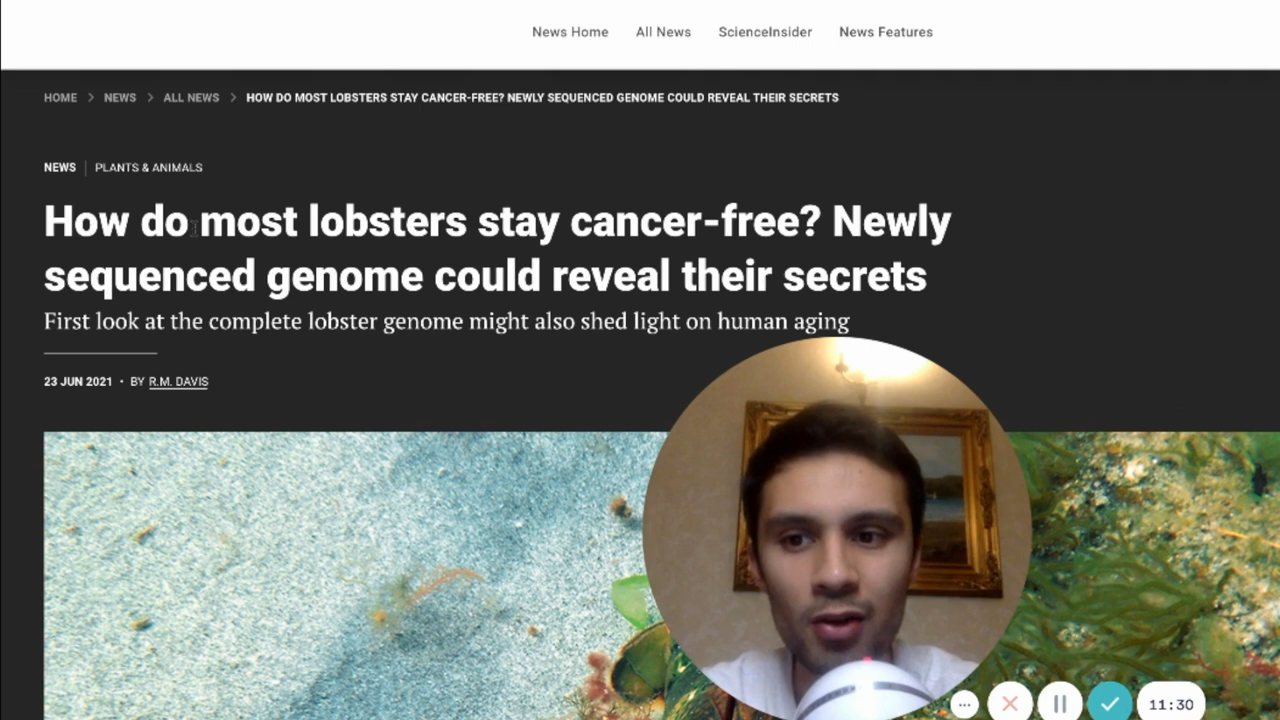 News Home All News ScienceInsider News Features
HOME > NEWS > ALL NEWS > HOW DO MOST LOBSTERS STAY CANCER-FREE? NEWLY SEQUENCED GENOME COULD REVEAL THEIR SECRETS
NEWS | PLANTS & ANIMALS
How do most lobsters stay cancer-free? Newly
sequenced genome could reveal their secrets
First look at the complete lobster genome might also shed light on human aging
23 JUN 2021 • BY R.M. DAVIS
11:30